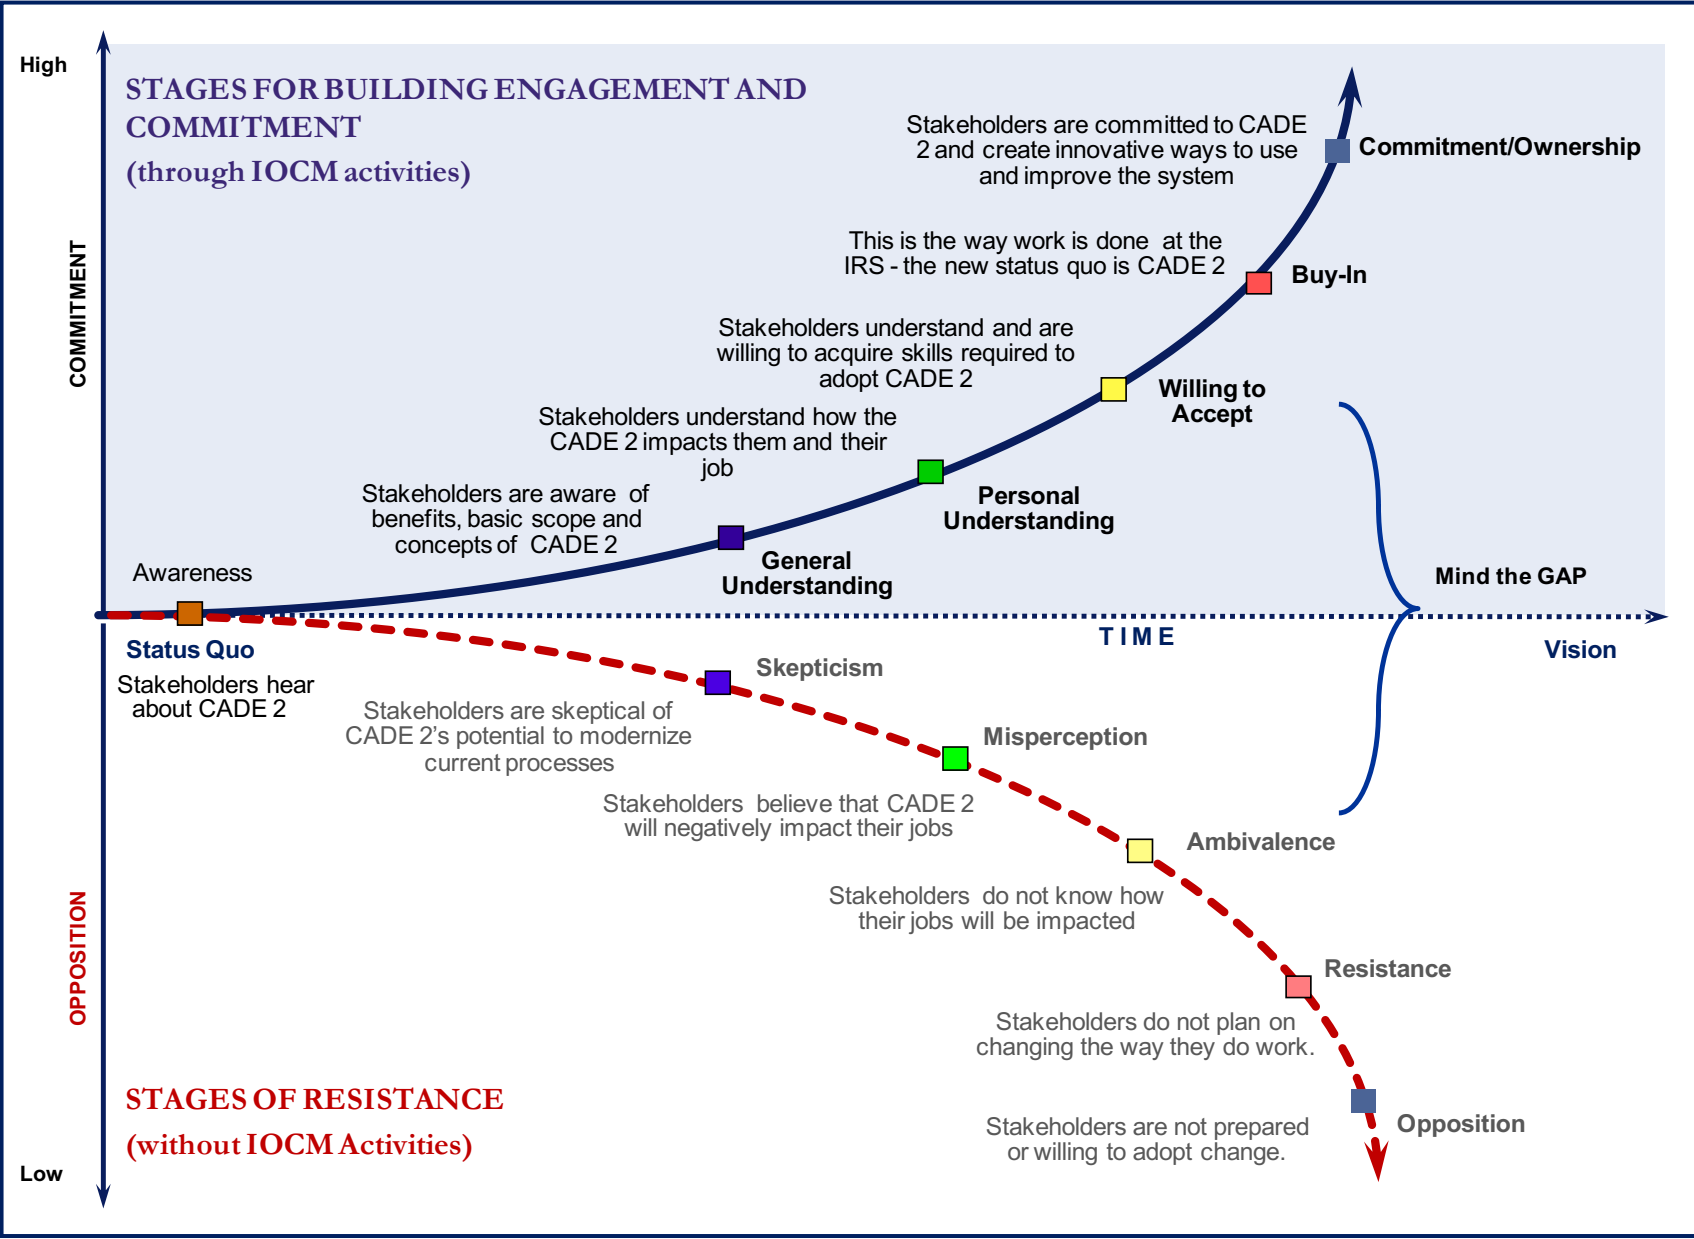 High
STAGES FOR BUILDING ENGAGEMENT AND
COMMITMENT
(through IOCM activities)
Stakeholders are committed to CADE
2 and create innovative ways to use
and improve the system
Commitment/Ownership
This is the way work is done at the
IRS - the new status quo is CADE 2
Buy-In
COMMITMENT
Stakeholders understand and are
willing to acquire skills required to
adopt CADE 2
Willing to
Accept
Stakeholders understand how the
CADE 2 impacts them and their
job
Personal
Understanding
Stakeholders are aware of
benefits, basic scope and
concepts of CADE 2
General
Understanding
Awareness
Mind the GAP
TIME
Vision
Status Quo
Stakeholders hear
about CADE 2
Skepticism
Stakeholders are skeptical of
CADE 2's potential to modernize
current processes
Misperception
Stakeholders believe that CADE 2
will negatively impact their jobs
Ambivalence
Stakeholders do not know how
their jobs will be impacted
OPPOSITION
Resistance
Stakeholders do not plan on
changing the way they do work.
STAGES OF RESISTANCE
(without IOCM Activities)
Opposition
Stakeholders are not prepared
or willing to adopt change.
Low